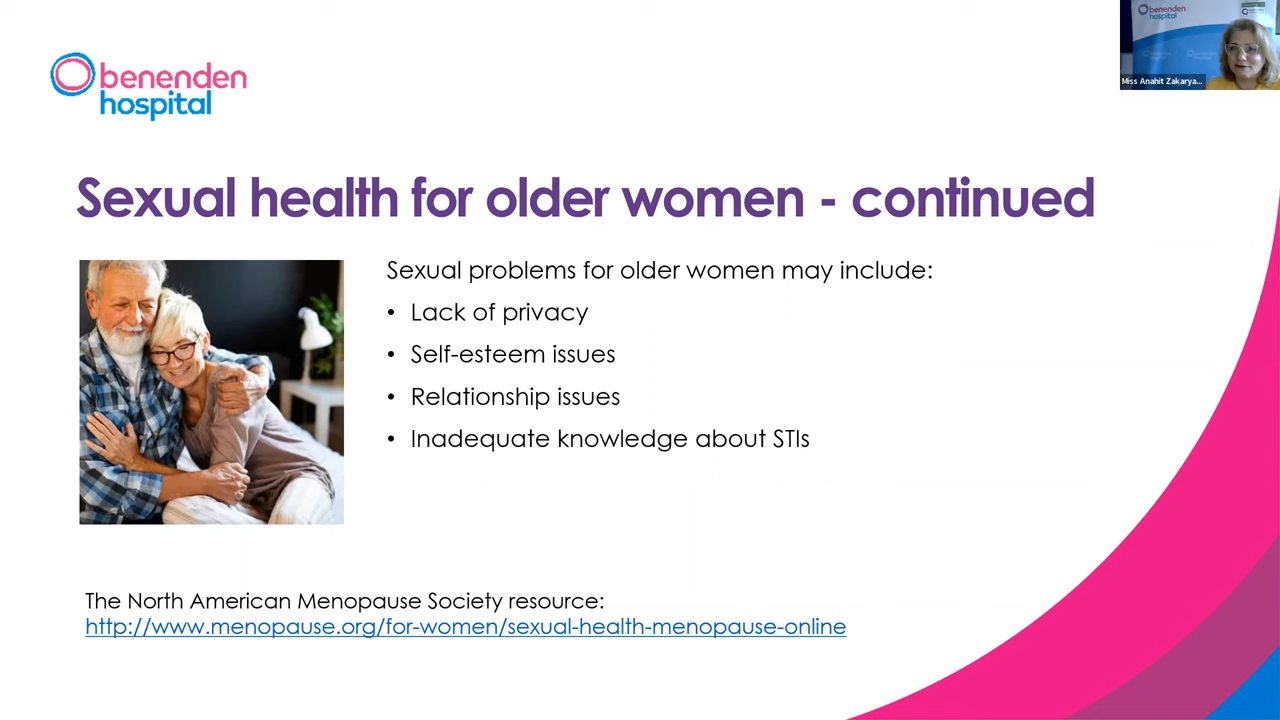 benenden
hospital
benenden
hospital
Miss Anahit Zakarya...
Sexual health for older women - continued
Sexual problems for older women may include:
• Lack of privacy
• Self-esteem issues
• Relationship issues
• Inadequate knowledge about STIs
The North American Menopause Society resource:
http://www.menopause.org/for-women/sexual-health-menopause-online